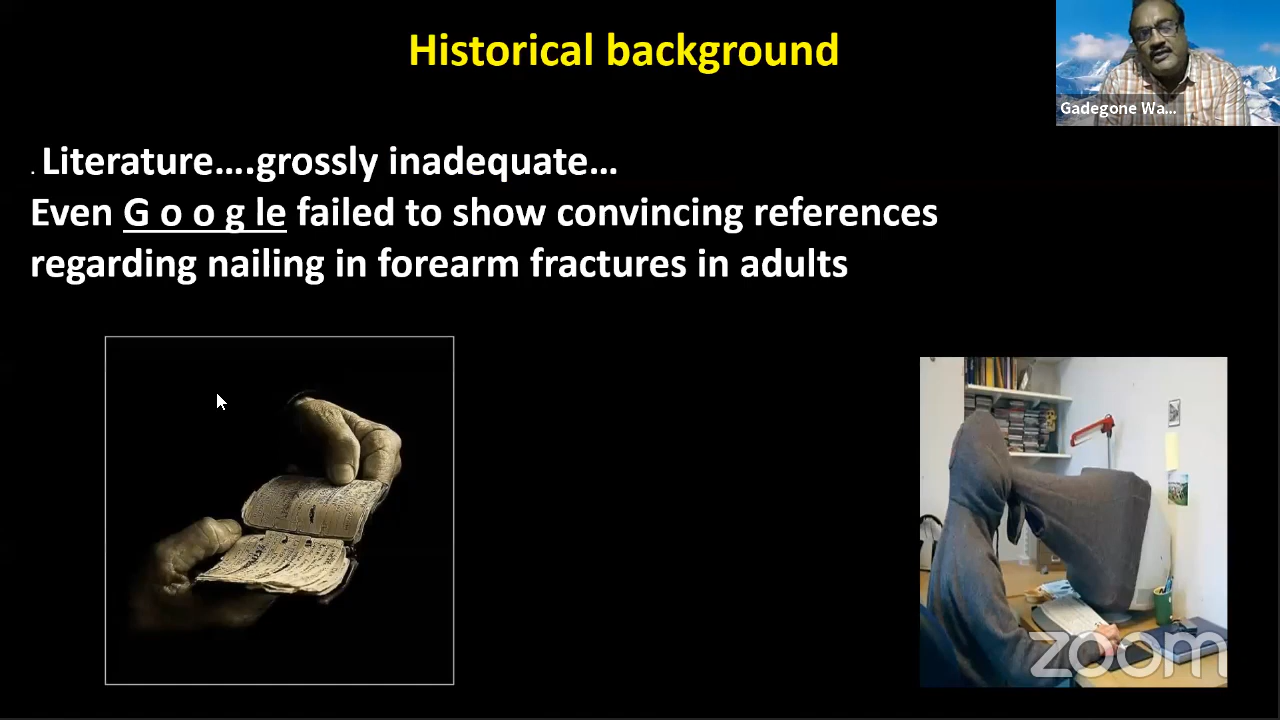 Historical background
Gadegone Wa...
. Literature….grossly inadequate…
Even G o o g le failed to show convincing references
regarding nailing in forearm fractures in adults
zoom